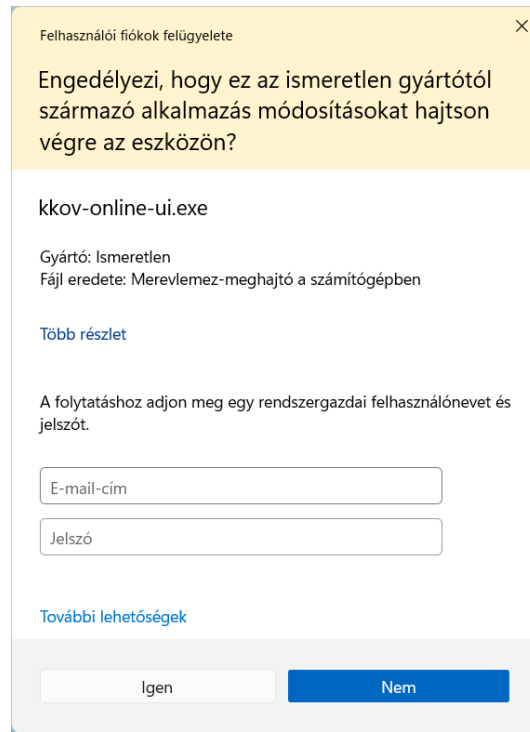 Felhasználói fiókok felügyelete
Engedélyezi, hogy ez az ismeretlen gyártótól
származó alkalmazás módosításokat hajtson
végre az eszközön?
kkov-online-ui.exe
Gyártó: Ismeretlen
Fájl eredete: Merevlemez-meghajtó a számítógépben
Több részlet
A folytatáshoz adjon meg egy rendszergazdai felhasználónevet és
jelszót.
E-mail-cím
Jelszó
További lehetőségek
Igen
Nem